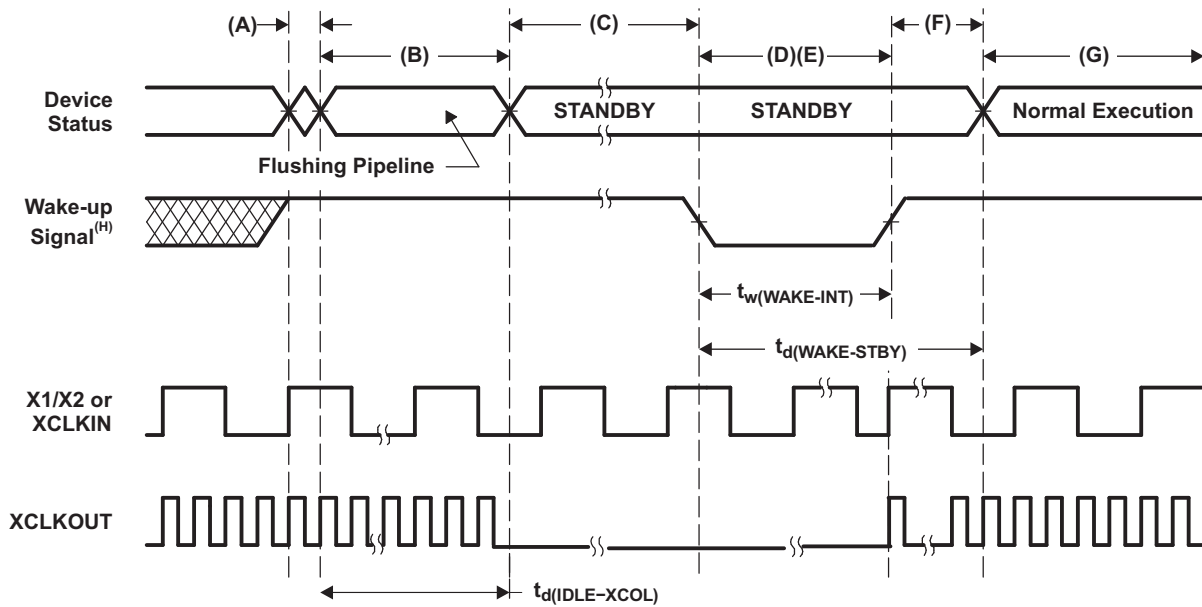 (A)
(C)
(F)
(B)
(D)(E)
(G)
Device
Status
STANDBY
STANDBY
Normal Execution
Flushing Pipeline
Wake-up
Signal(H)
tw(WAKE-INT)
td(WAKE-STBY)
X1/X2 or
XCLKIN
XCLKOUT
td(IDLE−XCOL)